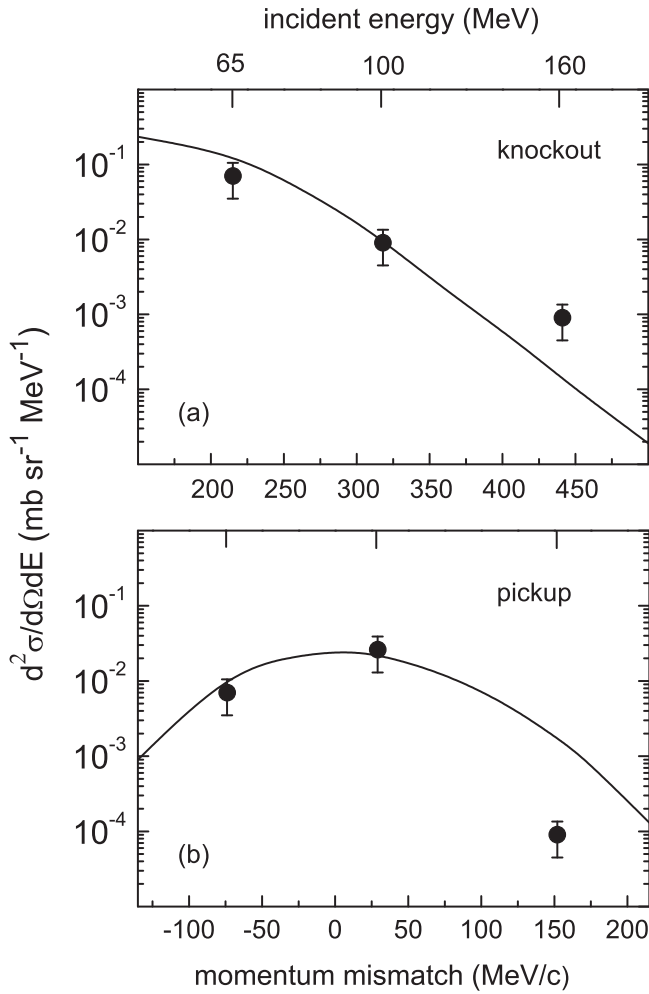 incident energy (MeV)
65 100 160
knockout
10⁻¹
10⁻²
10⁻³
10⁻⁴
(a)
200 250 300 350 400 450
d²σ/dΩdE (mb sr⁻¹ MeV⁻¹)
pickup
10⁻¹
10⁻²
10⁻³
10⁻⁴
(b)
-100 -50 0 50 100 150 200
momentum mismatch (MeV/c)